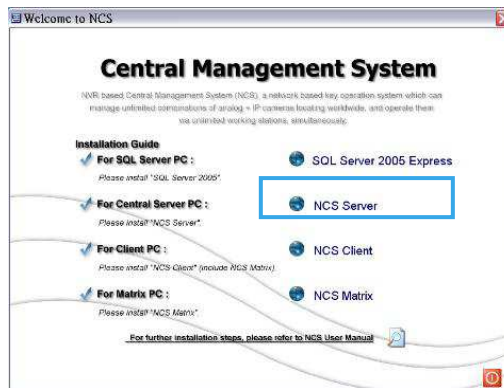 Welcome to NCS
Central Management System
NVR based Central Management System (NCS), a network based key operation system which can
manage unlimited combinations of analog + IP cameras locating worldwide, and operate them
via unlimited working stations, simultaneously.
Installation Guide
For SQL Server PC :
SQL Server 2005 Express
Please install "SQL Server 2005".
For Central Server PC :
NCS Server
Please install "NCS Server".
For Client PC :
NCS Client
Please install "NCS Client" (include NCS Matrix).
For Matrix PC :
NCS Matrix
Please install "NCS Matrix".
For further installation steps, please refer to NCS User Manual